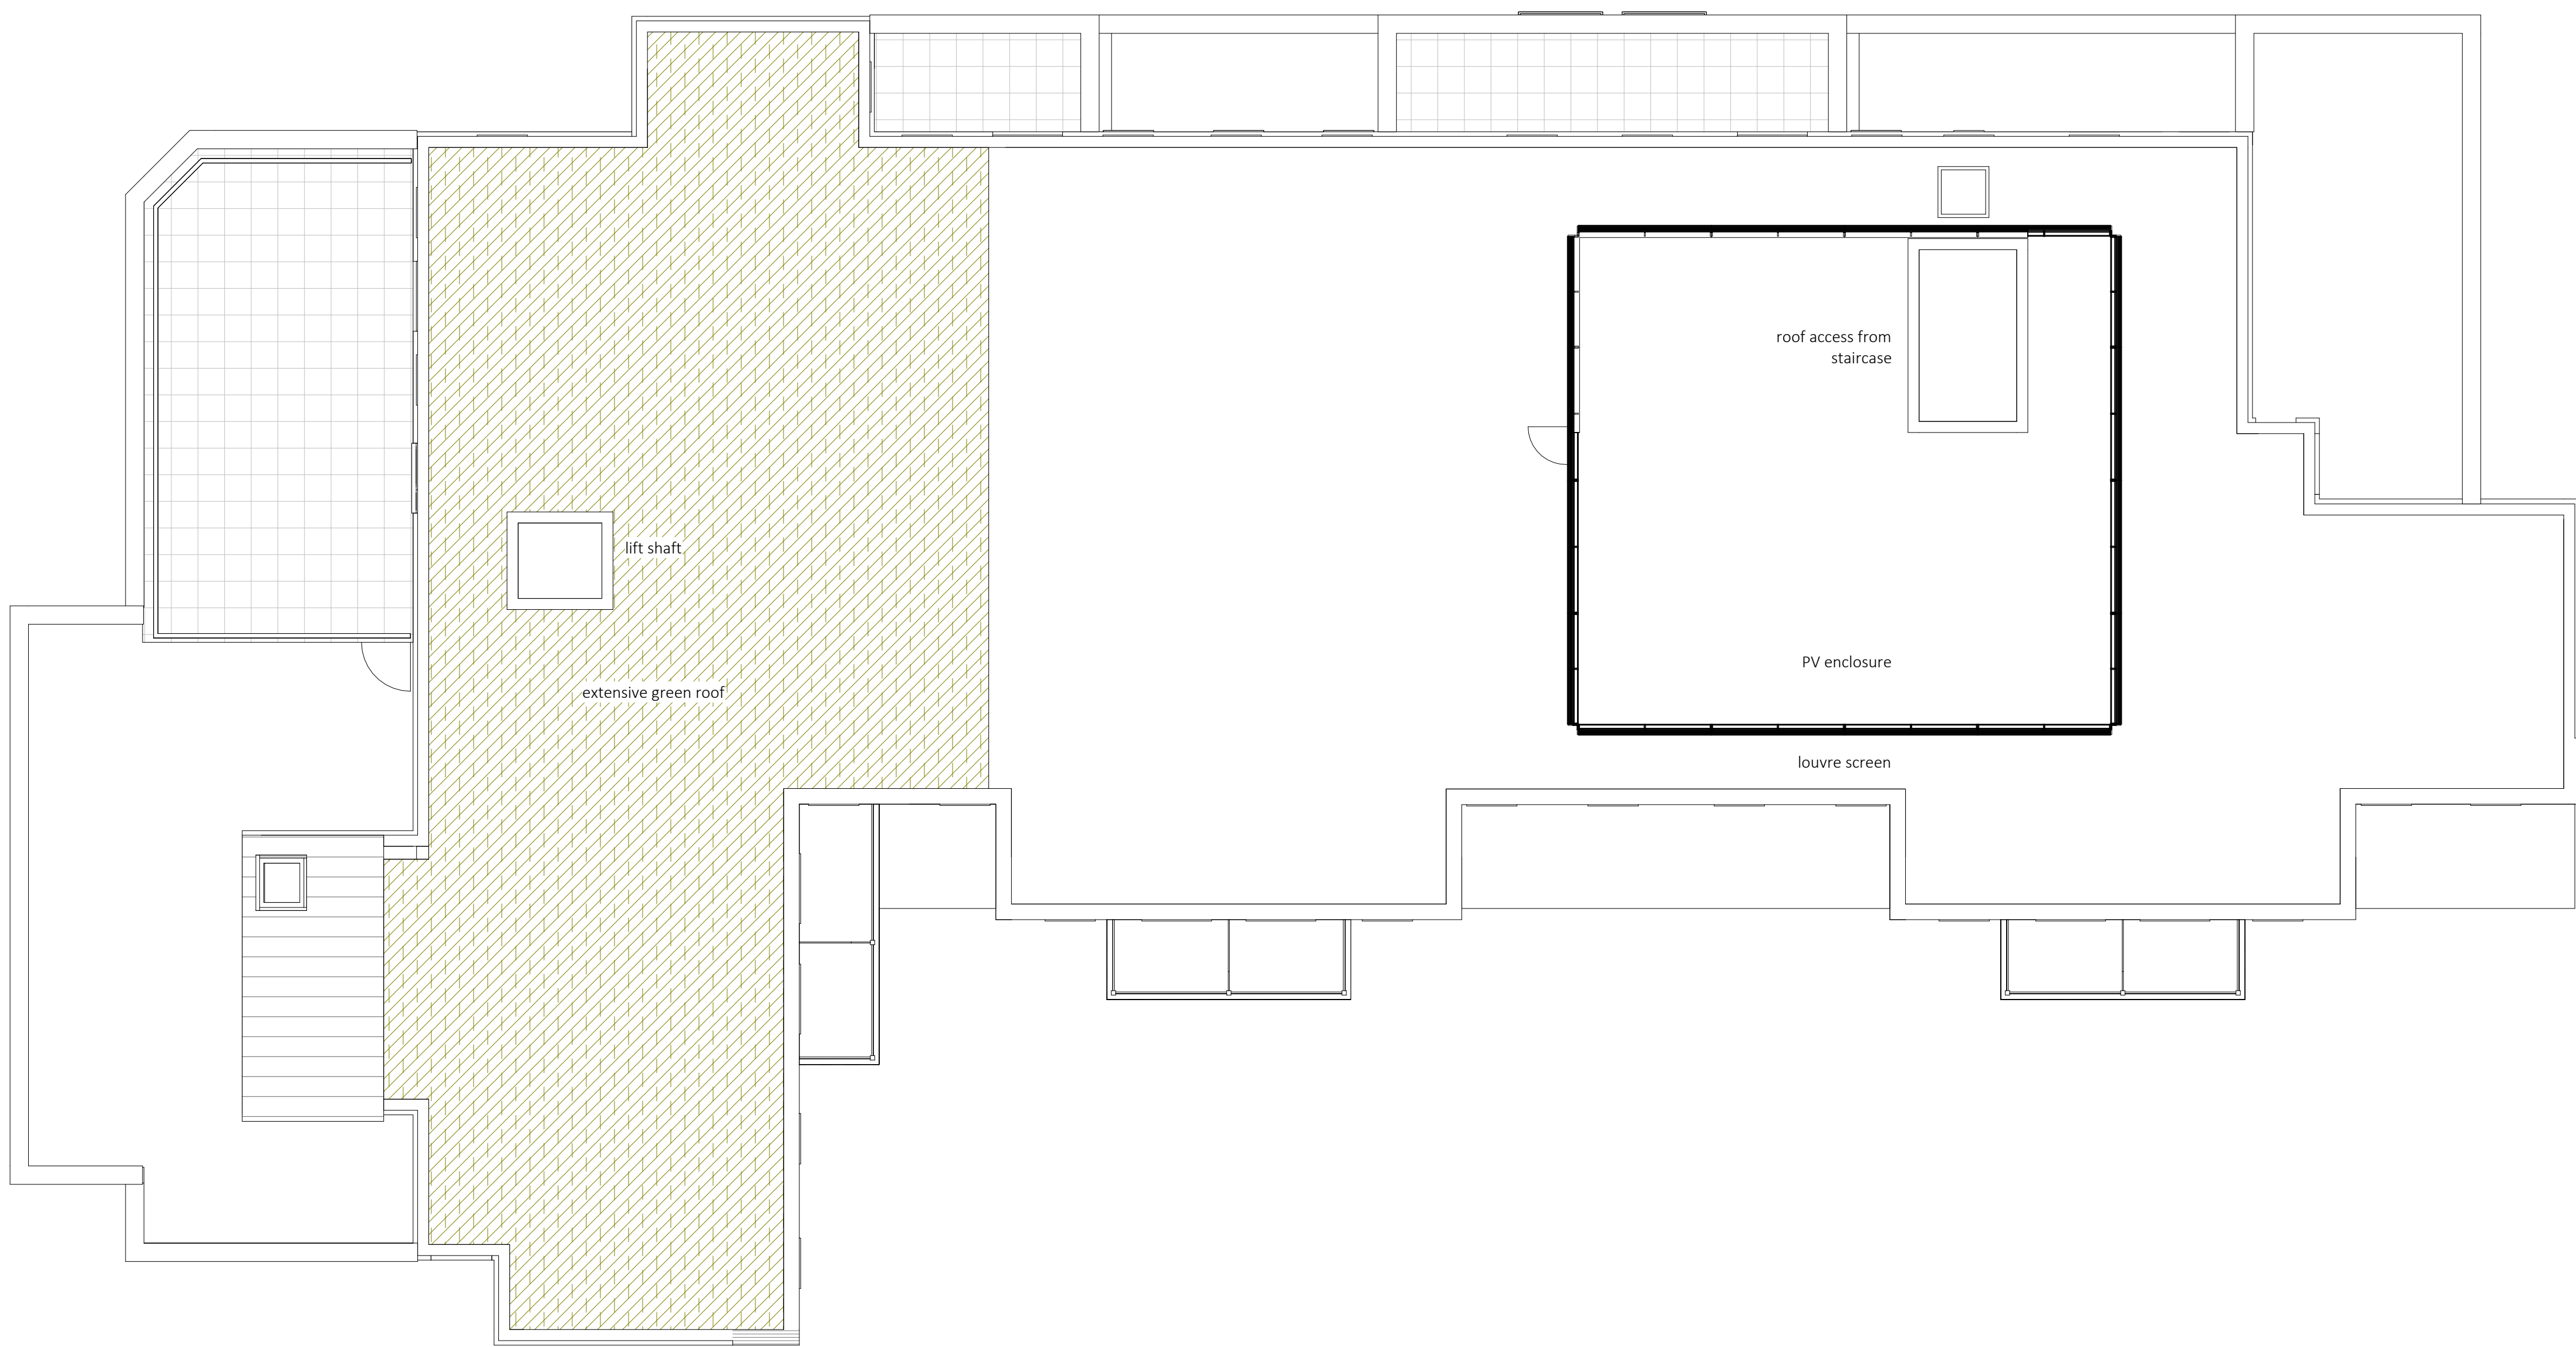 roof access from
staircase
lift shaft
PV enclosure
extensive green roof
louvre screen